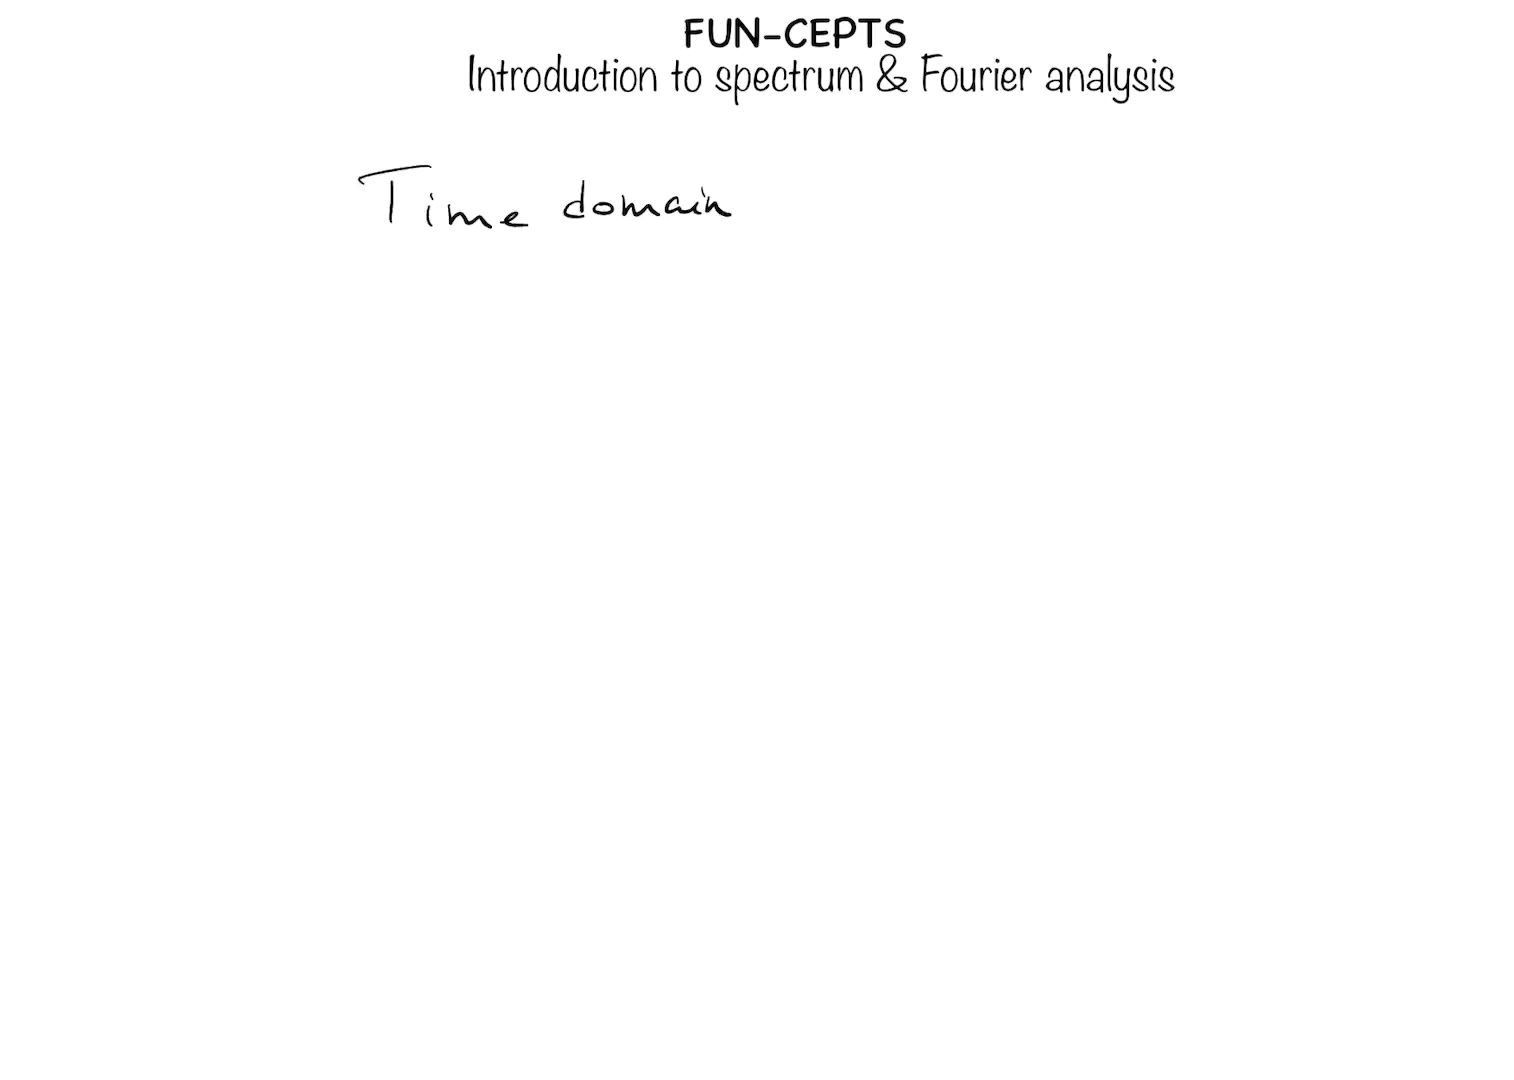 FUN-CEPTS
Introduction to spectrum & Fourier analysis
Time domain